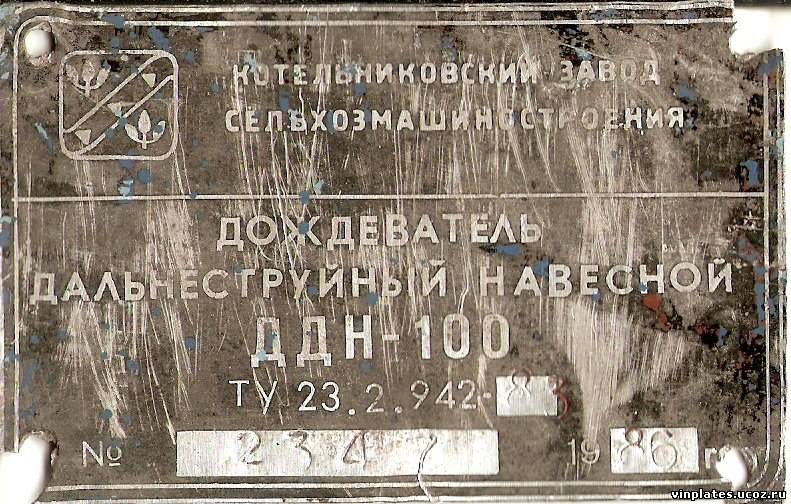 КОТЕЛЬНИКОВСКИЙ ЗАВОД
СЕЛЬХОЗМАШИНОСТРОЕНИЯ
ДОЖДЕВАТЕЛЬ
ДАЛЬНЕСТРУЙНЫЙ НАВЕСНОЙ
ДДН-100
ТУ 23.2.942-83
№ 2347 1986 год
vinplates.ucoz.ru